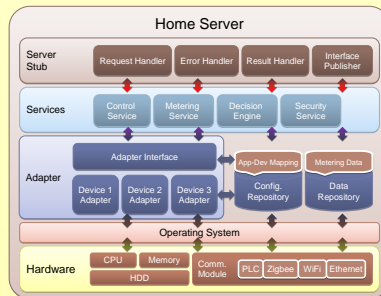 Home Server
Server
Stub
Request Handler
Error Handler
Result Handler
Interface
Publisher
Services
Control
Service
Metering
Service
Decision
Engine
Security
Service
Adapter
Adapter Interface
Device 1
Adapter
Device 2
Adapter
Device 3
Adapter
App-Dev Mapping
Config.
Repository
Metering Data
Data
Repository
Operating System
Hardware
CPU
Memory
HDD
Comm.
Module
PLC
Zigbee
WiFi
Ethernet